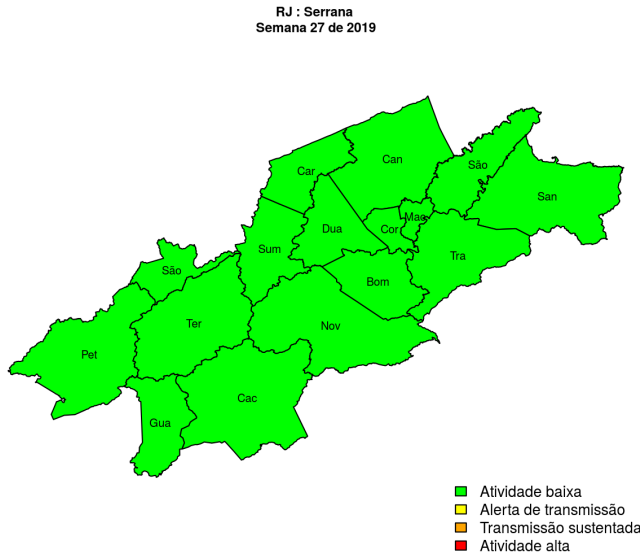 RJ : Serrana
Semana 27 de 2019
Can
São
Car
San
Mac
Dua
Cor
Sum
Tra
São
Bom
Ter
Nov
Pet
Cac
Gua
Atividade baixa
Alerta de transmissão
Transmissão sustentada
Atividade alta